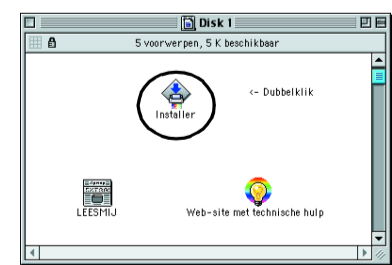 Disk 1
5 voorwerpen, 5 K beschikbaar
<- Dubbelklik
Installer
LEESMIJ
Web-site met technische hulp